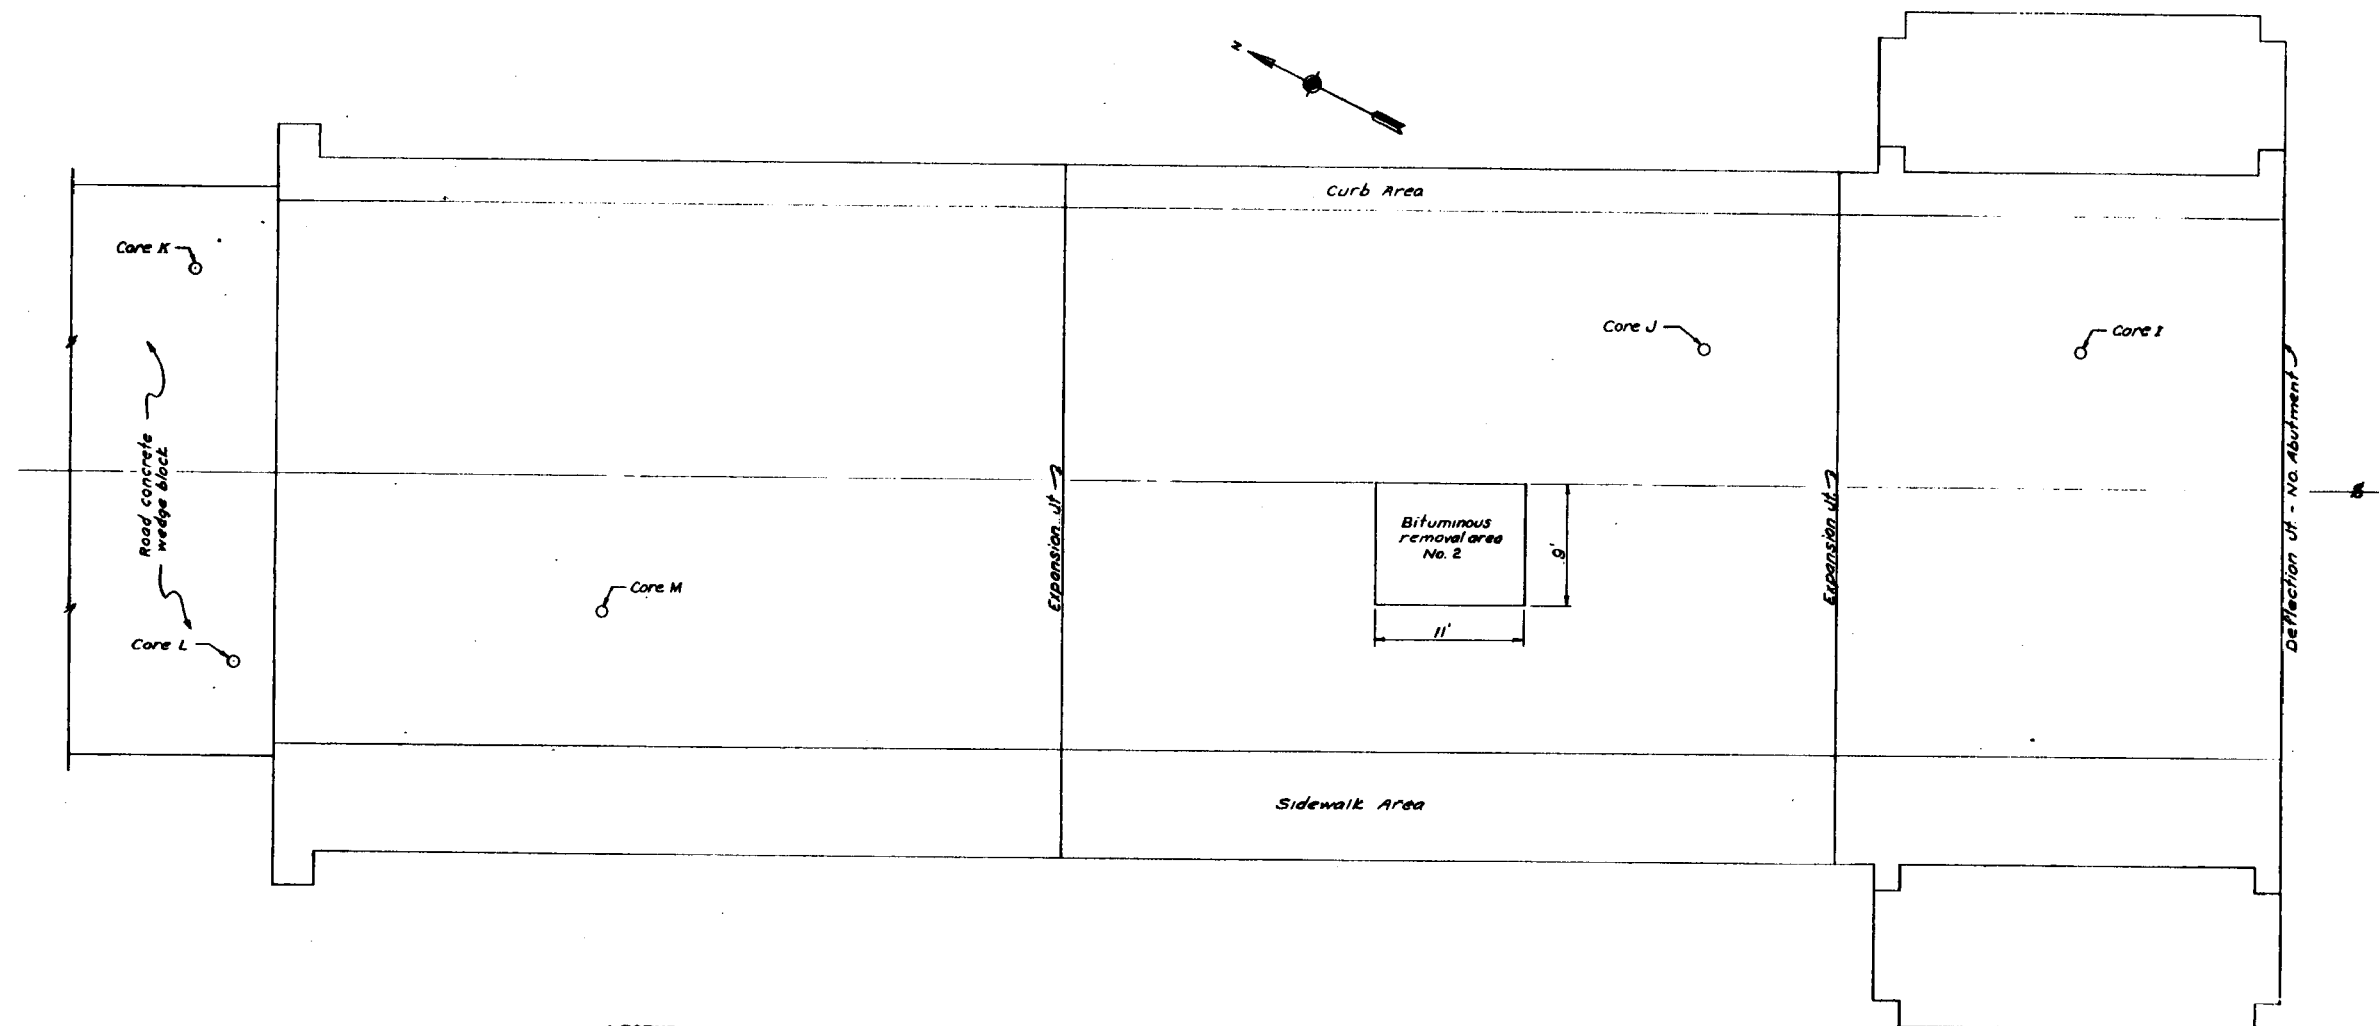 N
Curb Area
Core K
Core J
Core I
Road concrete
wedge block
Expansion Jt.
Bituminous
removal area
No. 2
9'
11'
Expansion Jt.
Deflection Jt. - No. Abutment
Core M
Core L
Sidewalk Area